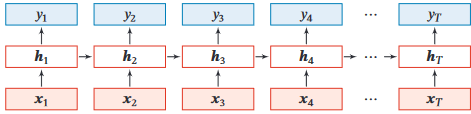 y1 y2 y3 y4 ... yT
h1 h2 h3 h4 ... hT
x1 x2 x3 x4 ... xT